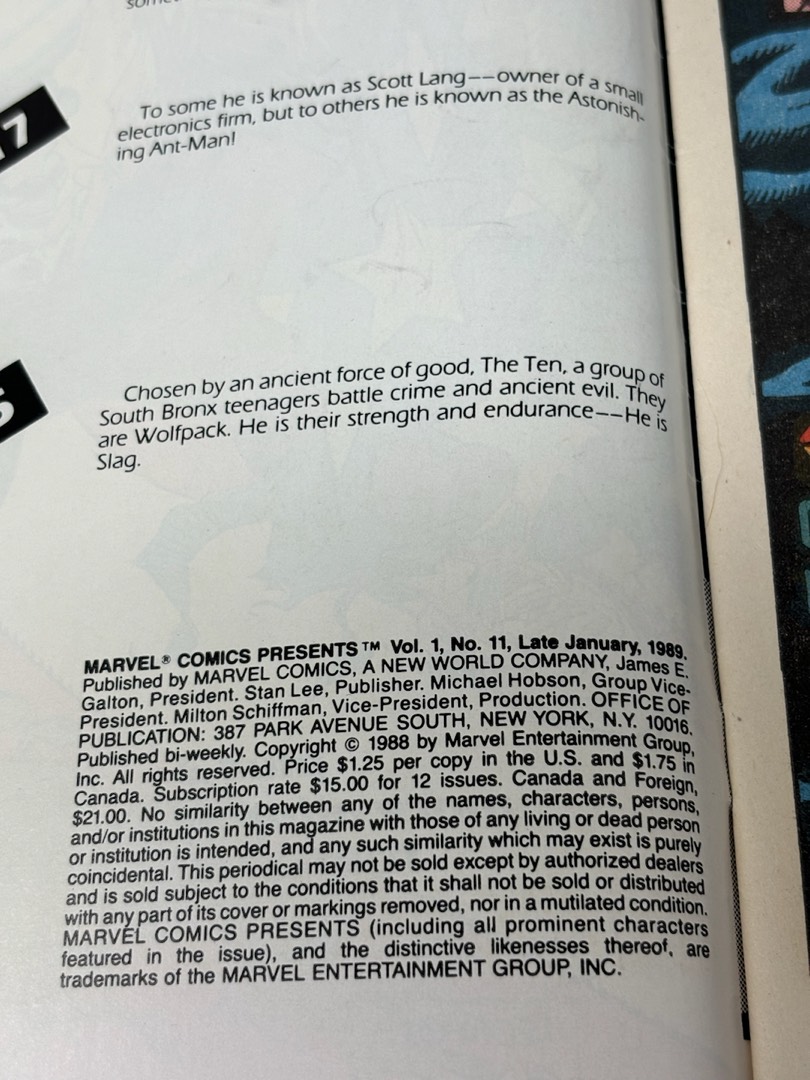 To some he is known as Scott Lang--owner of a small
electronics firm, but to others he is known as the Astonish-
ing Ant-Man!
Chosen by an ancient force of good, The Ten, a group of
South Bronx teenagers battle crime and ancient evil. They
are Wolfpack. He is their strength and endurance--He is
Slag.
MARVEL® COMICS PRESENTS™ Vol. 1, No. 11, Late January, 1989.
Published by MARVEL COMICS, A NEW WORLD COMPANY, James E.
Galton, President. Stan Lee, Publisher. Michael Hobson, Group Vice-
President. Milton Schiffman, Vice-President, Production. OFFICE OF
PUBLICATION: 387 PARK AVENUE SOUTH, NEW YORK, N.Y. 10016.
Published bi-weekly. Copyright © 1988 by Marvel Entertainment Group,
Inc. All rights reserved. Price $1.25 per copy in the U.S. and $1.75 in
Canada. Subscription rate $15.00 for 12 issues. Canada and Foreign,
$21.00. No similarity between any of the names, characters, persons,
and/or institutions in this magazine with those of any living or dead person
or institution is intended, and any such similarity which may exist is purely
coincidental. This periodical may not be sold except by authorized dealers
and is sold subject to the conditions that it shall not be sold or distributed
with any part of its cover or markings removed, nor in a mutilated condition.
MARVEL COMICS PRESENTS (including all prominent characters
featured in the issue), and the distinctive likenesses thereof, are
trademarks of the MARVEL ENTERTAINMENT GROUP, INC.